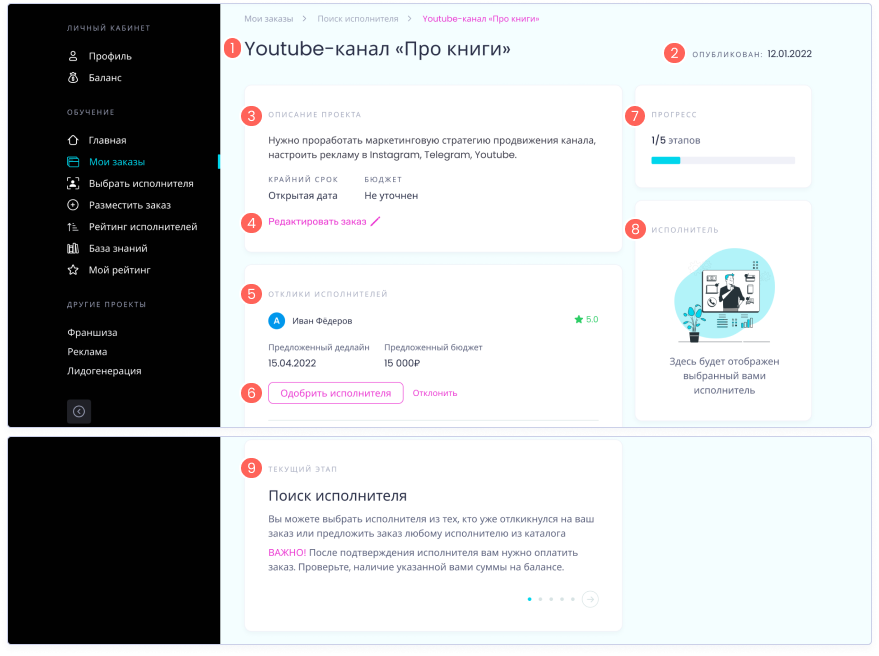 ЛИЧНЫЙ КАБИНЕТ
Профиль
Баланс
ОБУЧЕНИЕ
Главная
Мои заказы
Выбрать исполнителя
Разместить заказ
Рейтинг исполнителей
База знаний
Мой рейтинг
ДРУГИЕ ПРОЕКТЫ
Франшиза
Реклама
Лидогенерация
Мои заказы > Поиск исполнителя > Youtube-канал «Про книги»
1 Youtube-канал «Про книги»
2 ОПУБЛИКОВАН: 12.01.2022
3 ОПИСАНИЕ ПРОЕКТА
Нужно проработать маркетинговую стратегию продвижения канала,
настроить рекламу в Instagram, Telegram, Youtube.
КРАЙНИЙ СРОК БЮДЖЕТ
Открытая дата Не уточнен
4 Редактировать заказ
5 ОТКЛИКИ ИСПОЛНИТЕЛЕЙ
А Иван Фёдеров 5.0
Предложенный дедлайн Предложенный бюджет
15.04.2022 15 000₽
6 Одобрить исполнителя Отклонить
7 ПРОГРЕСС
1/5 этапов
8 ИСПОЛНИТЕЛЬ
Здесь будет отображен
выбранный вами
исполнитель
9 ТЕКУЩИЙ ЭТАП
Поиск исполнителя
Вы можете выбрать исполнителя из тех, кто уже отлкикнулся на ваш
заказ или предложить заказ любому исполнителю из каталога
ВАЖНО! После подтверждения исполнителя вам нужно оплатить
заказ. Проверьте, наличие указанной вами суммы на балансе.